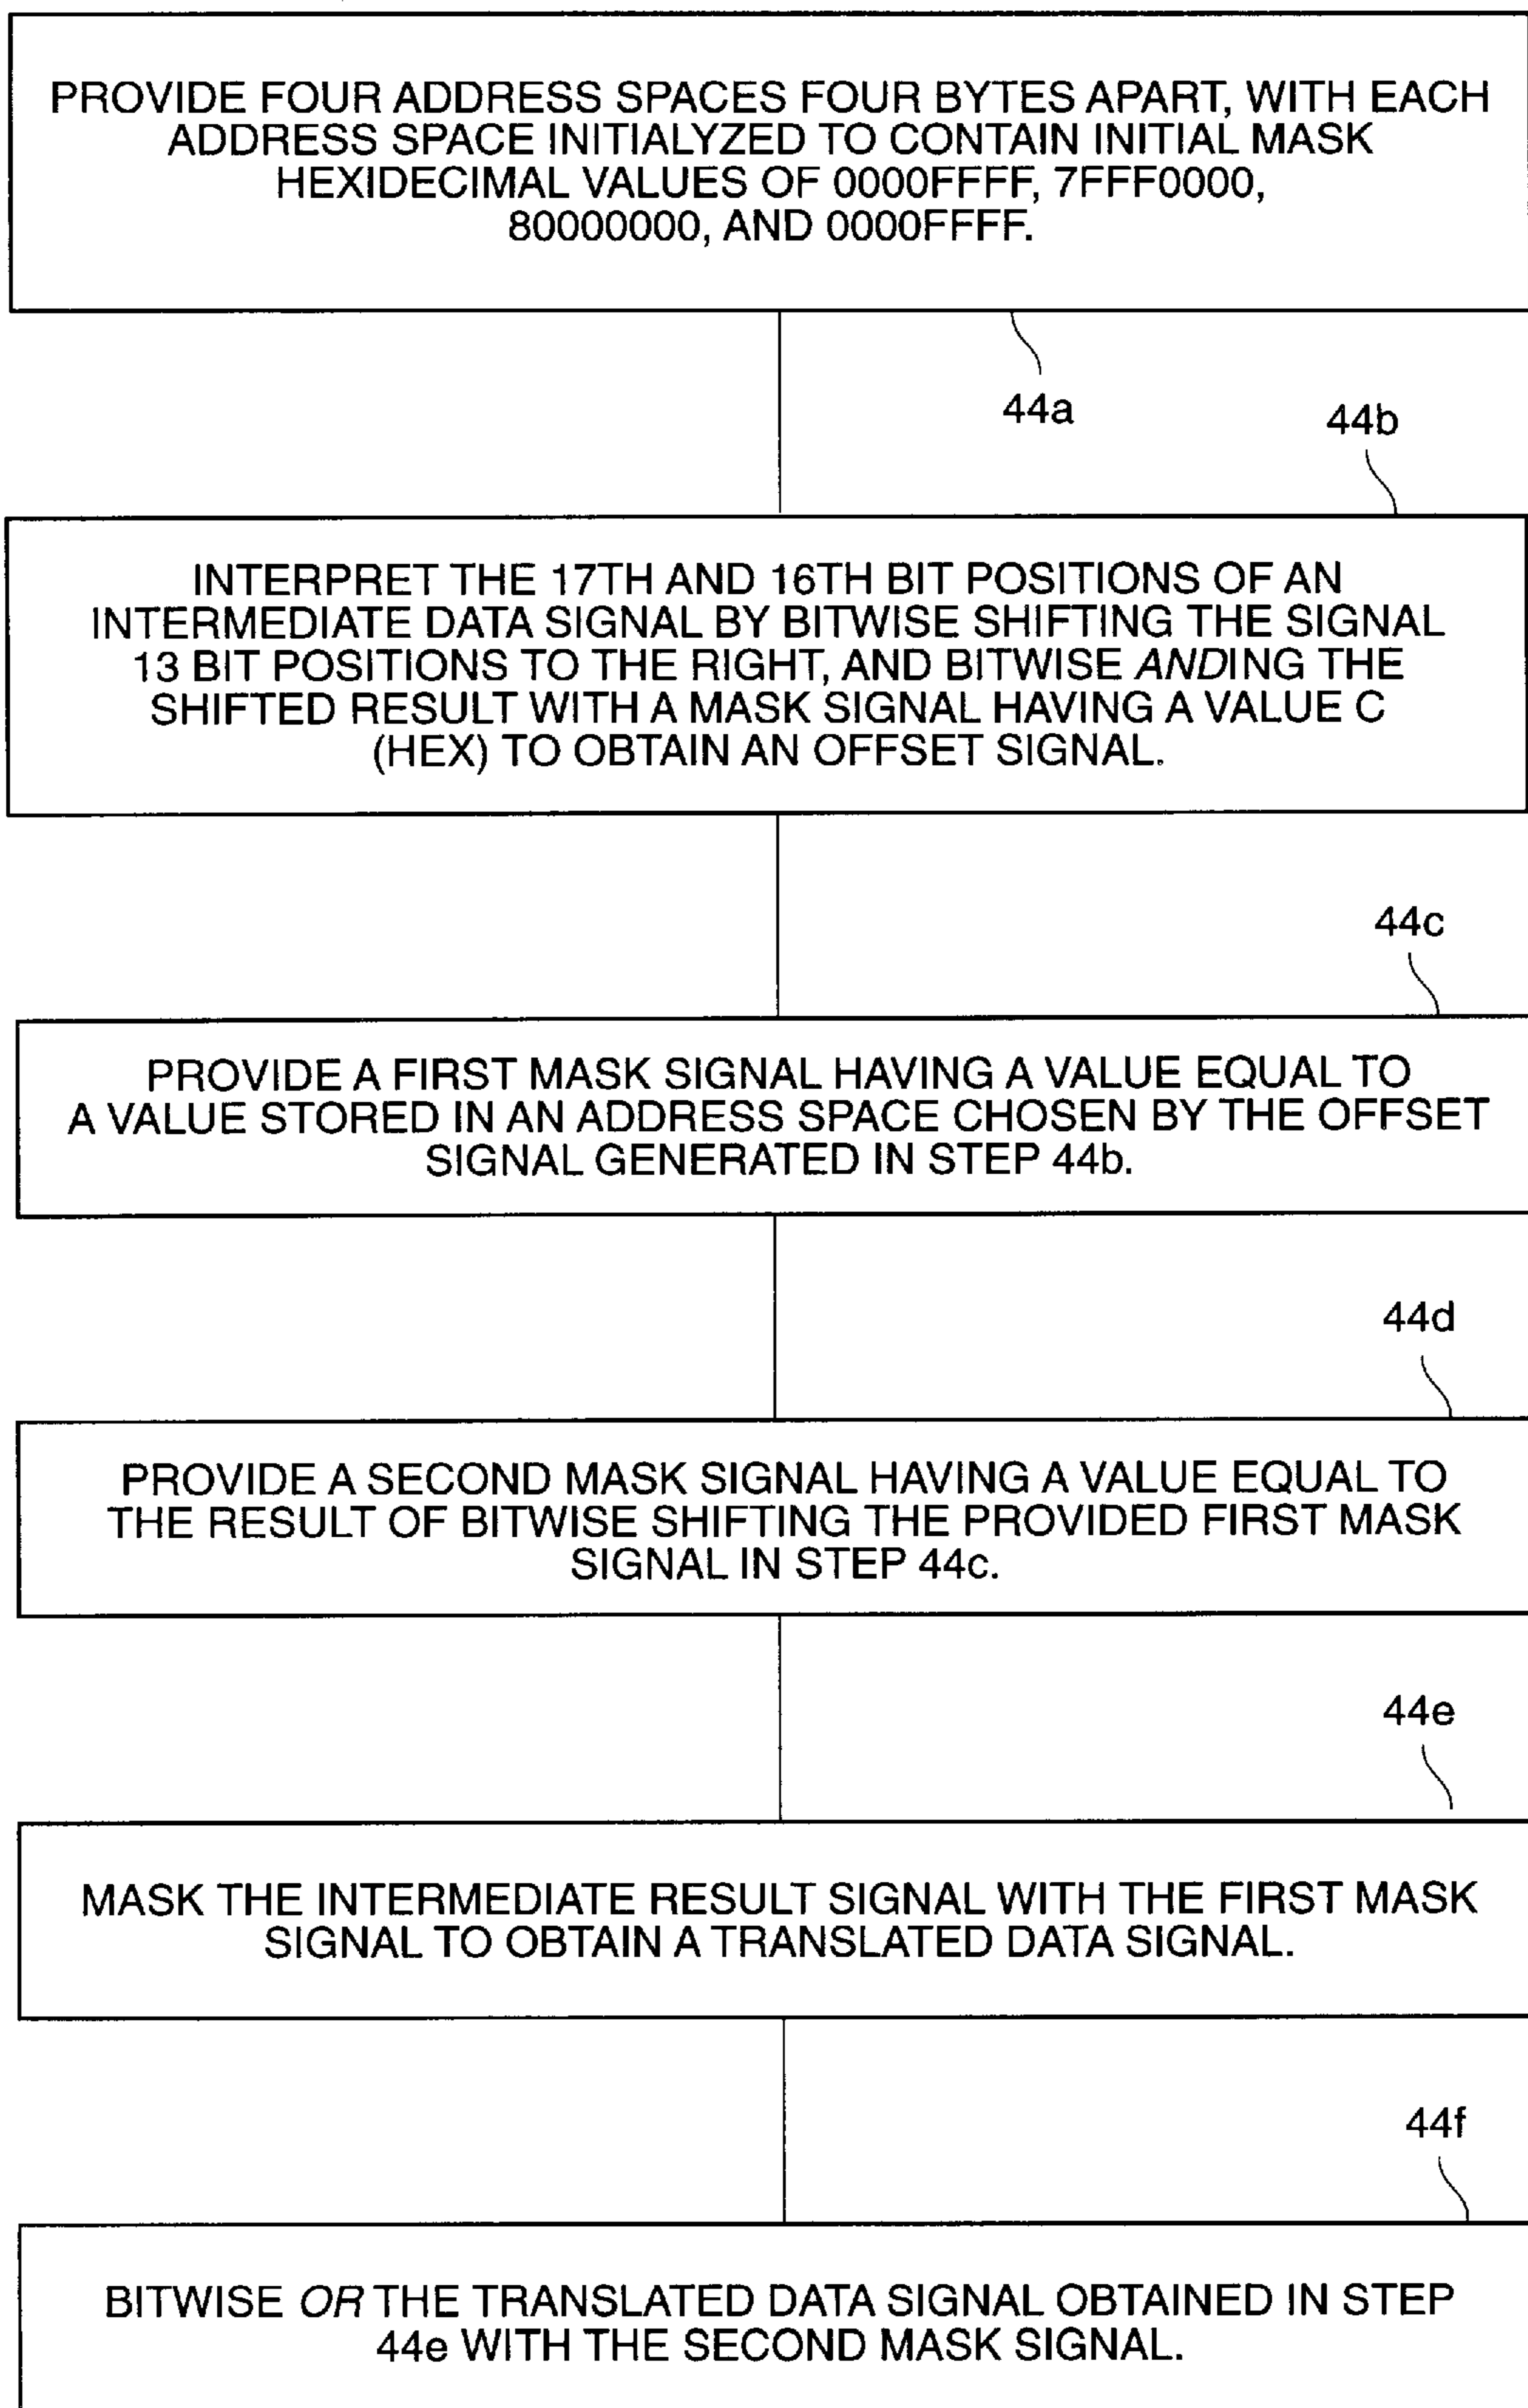 PROVIDE FOUR ADDRESS SPACES FOUR BYTES APART, WITH EACH
ADDRESS SPACE INITIALYZED TO CONTAIN INITIAL MASK
HEXIDECIMAL VALUES OF 0000FFFF, 7FFF0000,
80000000, AND 0000FFFF.
44a
44b
INTERPRET THE 17TH AND 16TH BIT POSITIONS OF AN
INTERMEDIATE DATA SIGNAL BY BITWISE SHIFTING THE SIGNAL
13 BIT POSITIONS TO THE RIGHT, AND BITWISE ANDING THE
SHIFTED RESULT WITH A MASK SIGNAL HAVING A VALUE C
(HEX) TO OBTAIN AN OFFSET SIGNAL.
44c
PROVIDE A FIRST MASK SIGNAL HAVING A VALUE EQUAL TO
A VALUE STORED IN AN ADDRESS SPACE CHOSEN BY THE OFFSET
SIGNAL GENERATED IN STEP 44b.
44d
PROVIDE A SECOND MASK SIGNAL HAVING A VALUE EQUAL TO
THE RESULT OF BITWISE SHIFTING THE PROVIDED FIRST MASK
SIGNAL IN STEP 44c.
44e
MASK THE INTERMEDIATE RESULT SIGNAL WITH THE FIRST MASK
SIGNAL TO OBTAIN A TRANSLATED DATA SIGNAL.
44f
BITWISE OR THE TRANSLATED DATA SIGNAL OBTAINED IN STEP
44e WITH THE SECOND MASK SIGNAL.